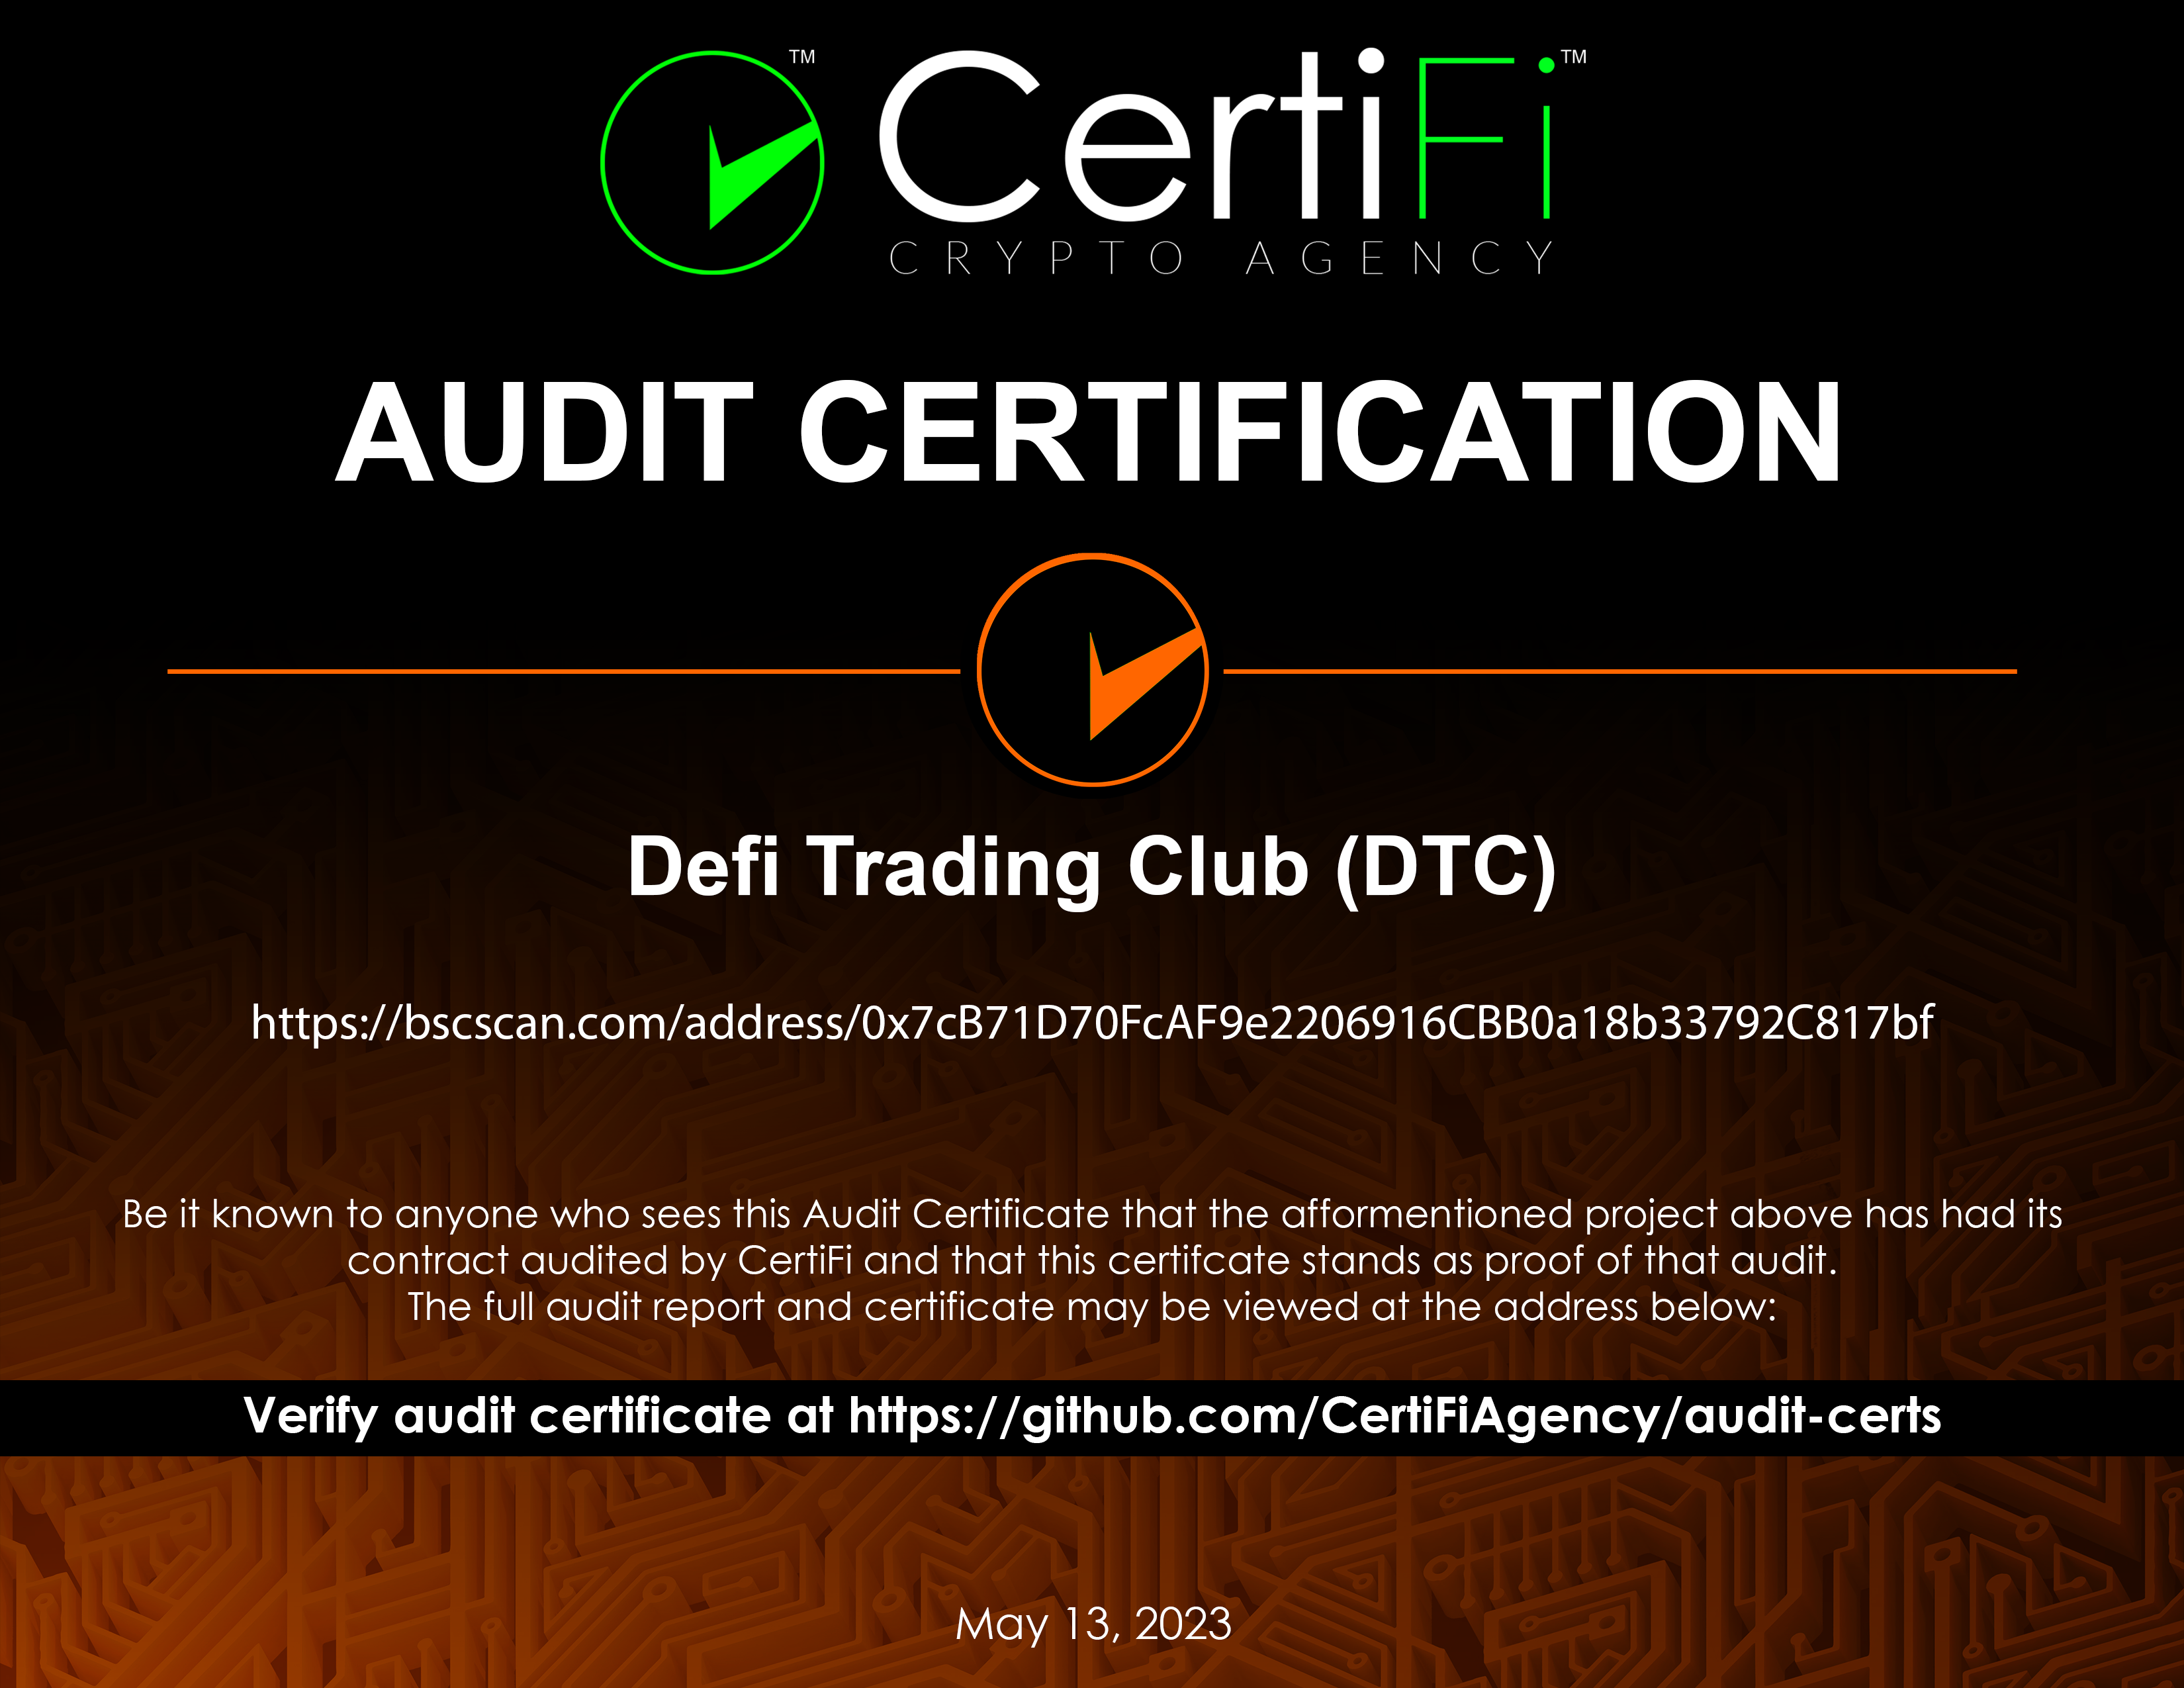 CertiFi
CRYPTO AGENCY
AUDIT CERTIFICATION
Defi Trading Club (DTC)
https://bscscan.com/address/0x7cB71D70FcAF9e2206916CBB0a18b33792C817bf
Be it known to anyone who sees this Audit Certificate that the afformentioned project above has had its
contract audited by CertiFi and that this certifcate stands as proof of that audit.
The full audit report and certificate may be viewed at the address below:
Verify audit certificate at https://github.com/CertiFiAgency/audit-certs
May 13, 2023